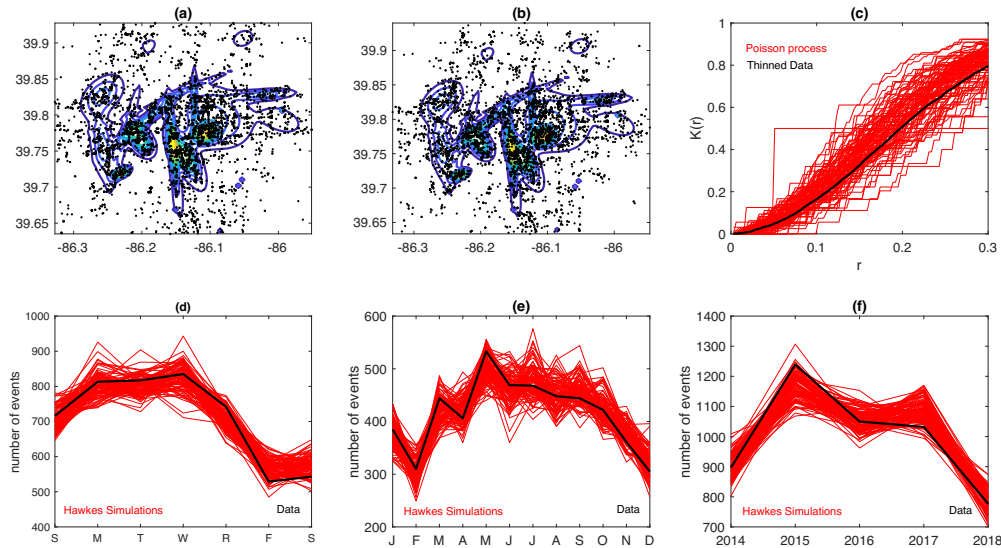 (a)
39.9
39.85
39.8
39.75
39.7
39.65
-86.3
-86.2
-86.1
-86
(b)
39.9
39.85
39.8
39.75
39.7
39.65
-86.3
-86.2
-86.1
-86
(c)
Poisson process
Thinned Data
K(r)
1
0.8
0.6
0.4
0.2
0
0
0.1
0.2
0.3
r
(d)
number of events
1000
900
800
700
600
500
400
Hawkes Simulations
Data
S M T W R F S
(e)
number of events
600
500
400
300
200
Hawkes Simulations
Data
J F M A M J J A S O N D
(f)
number of events
1400
1300
1200
1100
1000
900
800
700
Hawkes Simulations
Data
2014 2015 2016 2017 2018